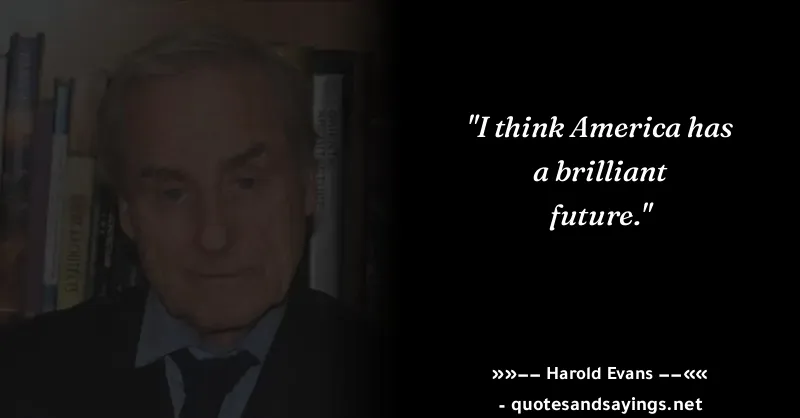 "I think America has
a brilliant
future."
»»−− Harold Evans −−««
- quotesandsayings.net